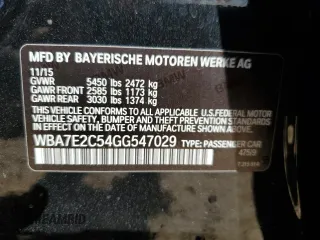 MFD BY BAYERISCHE MOTOREN WERKE AG
11/15
GVWR 5450 lbs 2472 kg
GAWR FRONT 2585 lbs 1173 kg
GAWR REAR 3030 lbs 1374 kg
THIS VEHICLE CONFORMS TO ALL APPLICABLE U.S. FEDERAL MOTOR
VEHICLE SAFETY, BUMPER AND THEFT PREVENTION STANDARDS
IN EFFECT ON THE DATE OF MANUFACTURE SHOWN ABOVE.
WBA7E2C54GG547029 TYPE: PASSENGER CAR